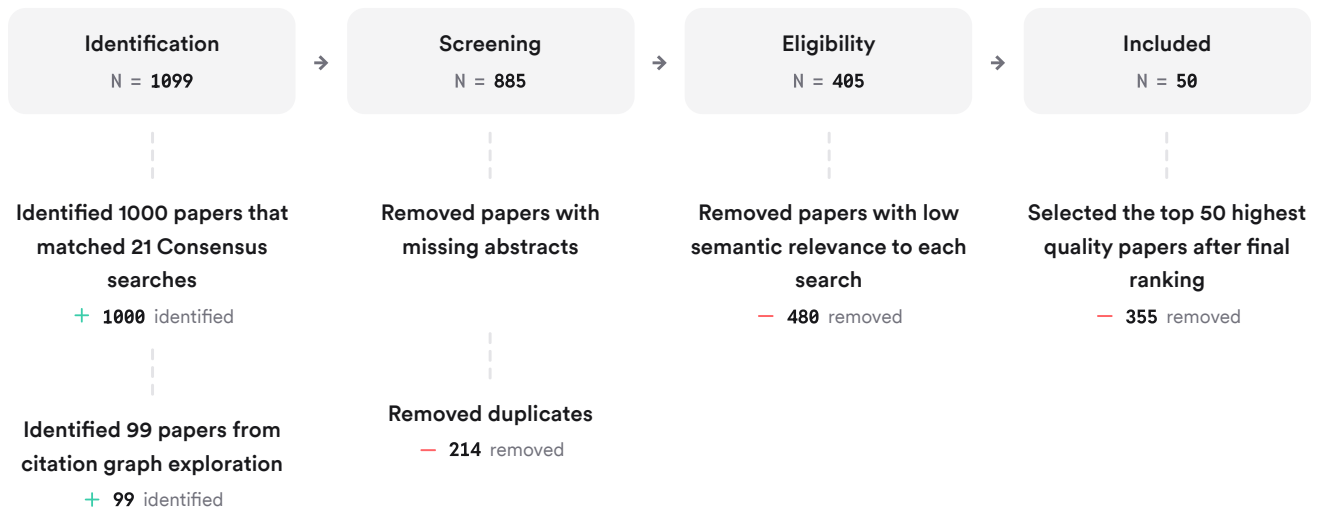 Identification
N = 1099
Screening
N = 885
Eligibility
N = 405
Included
N = 50
Identified 1000 papers that
matched 21 Consensus
searches
+ 1000 identified
Identified 99 papers from
citation graph exploration
+ 99 identified
Removed papers with
missing abstracts
Removed duplicates
— 214 removed
Removed papers with low
semantic relevance to each
search
— 480 removed
Selected the top 50 highest
quality papers after final
ranking
— 355 removed